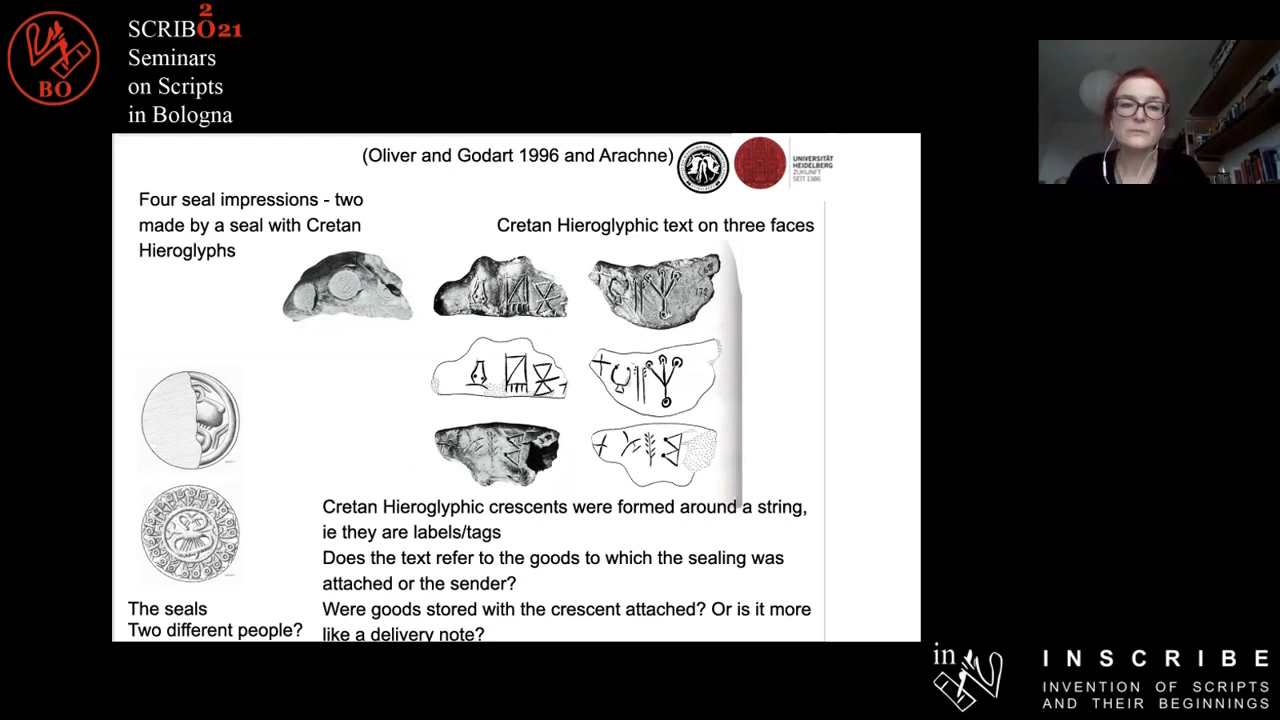 2
SCRIBO21
Seminars
on Scripts
in Bologna
BO
(Oliver and Godart 1996 and Arachne)
UNIVERSITÄT
HEIDELBERG
ZUKUNFT
SEIT 1386
Four seal impressions - two
made by a seal with Cretan
Hieroglyphs
Cretan Hieroglyphic text on three faces
Cretan Hieroglyphic crescents were formed around a string,
ie they are labels/tags
Does the text refer to the goods to which the sealing was
attached or the sender?
Were goods stored with the crescent attached? Or is it more
like a delivery note?
The seals
Two different people?
in
INSCRIBE
INVENTION OF SCRIPTS
AND THEIR BEGINNINGS